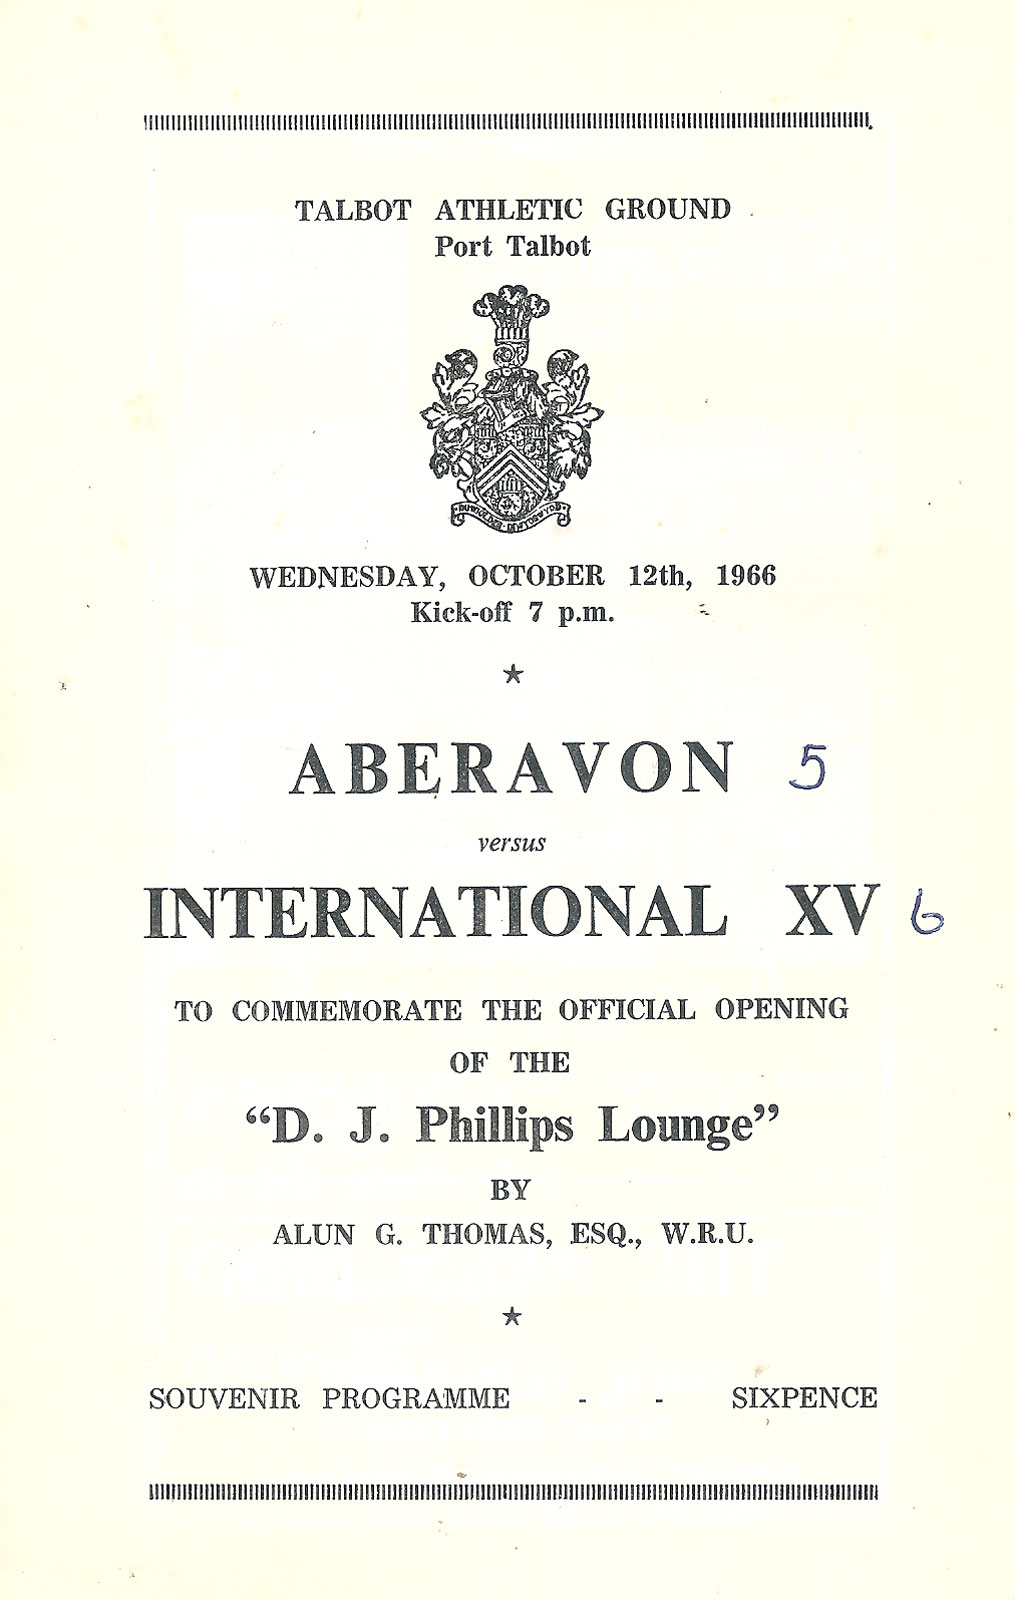 TALBOT ATHLETIC GROUND
Port Talbot
WEDNESDAY, OCTOBER 12th, 1966
Kick-off 7 p.m.
ABERAVON 5
versus
INTERNATIONAL XV 6
TO COMMEMORATE THE OFFICIAL OPENING
OF THE
“D. J. Phillips Lounge”
BY
ALUN G. THOMAS, ESQ., W.R.U.
SOUVENIR PROGRAMME - - SIXPENCE